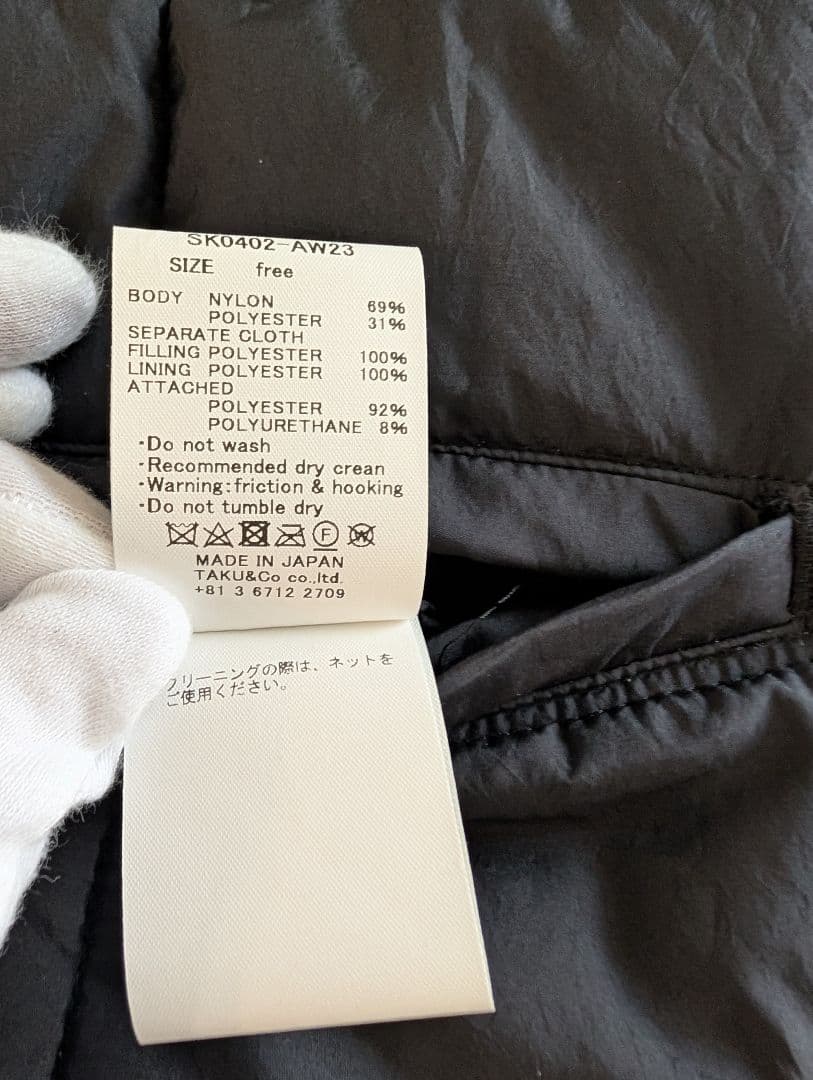 SK0402-AW23
SIZE free
BODY NYLON 69%
POLYESTER 31%
SEPARATE CLOTH
FILLING POLYESTER 100%
LINING POLYESTER 100%
ATTACHED
POLYESTER 92%
POLYURETHANE 8%
・Do not wash
・Recommended dry crean
・Warning:friction & hooking
・Do not tumble dry
F W
MADE IN JAPAN
TAKU&Co co.,ltd.
+81 3 6712 2709
クリーニングの際は、ネットを
ご使用ください。